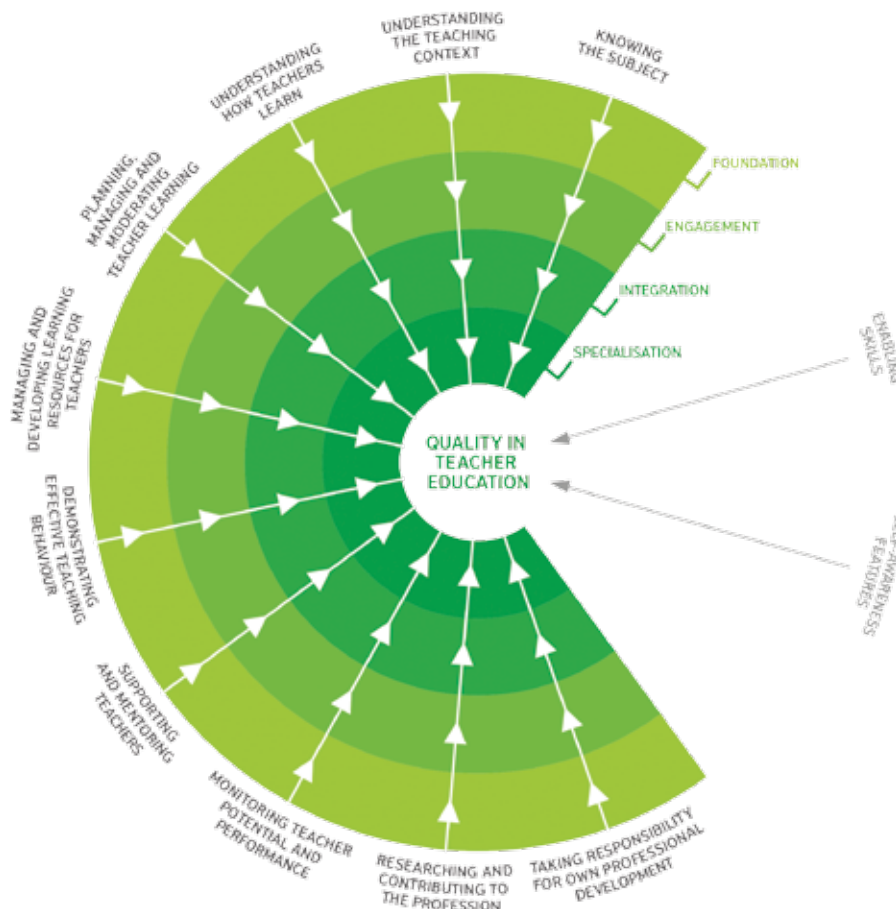 UNDERSTANDING
THE TEACHING
CONTEXT
KNOWING
THE SUBJECT
UNDERSTANDING
HOW TEACHERS
LEARN
PLANNING,
MANAGING AND
MODERATING
TEACHER LEARNING
MANAGING AND
DEVELOPING LEARNING
RESOURCES FOR
TEACHERS
DEMONSTRATING
EFFECTIVE TEACHING
BEHAVIOUR
SUPPORTING
AND MENTORING
TEACHERS
MONITORING TEACHER
POTENTIAL AND
PERFORMANCE
RESEARCHING AND
CONTRIBUTING TO
THE PROFESSION
TAKING RESPONSIBILITY
FOR OWN PROFESSIONAL
DEVELOPMENT
FOUNDATION
ENGAGEMENT
INTEGRATION
SPECIALISATION
QUALITY IN
TEACHER
EDUCATION
ENABLING
SKILLS
FEATURES